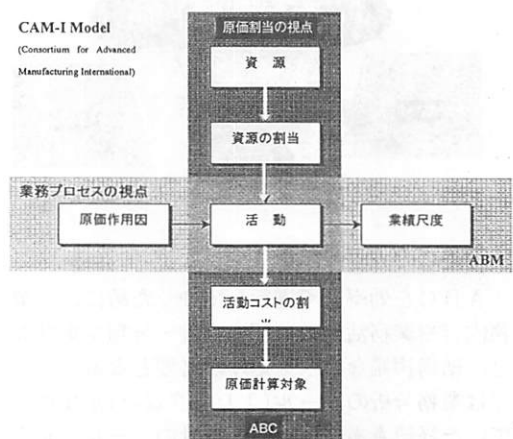 CAM-I Model
(Consortium for Advanced
Manufacturing International)
原価割当の視点
資 源
資源の割当
業務プロセスの視点
原価作用因
活 動
業績尺度
ABM
活動コストの割
原価計算対象
ABC